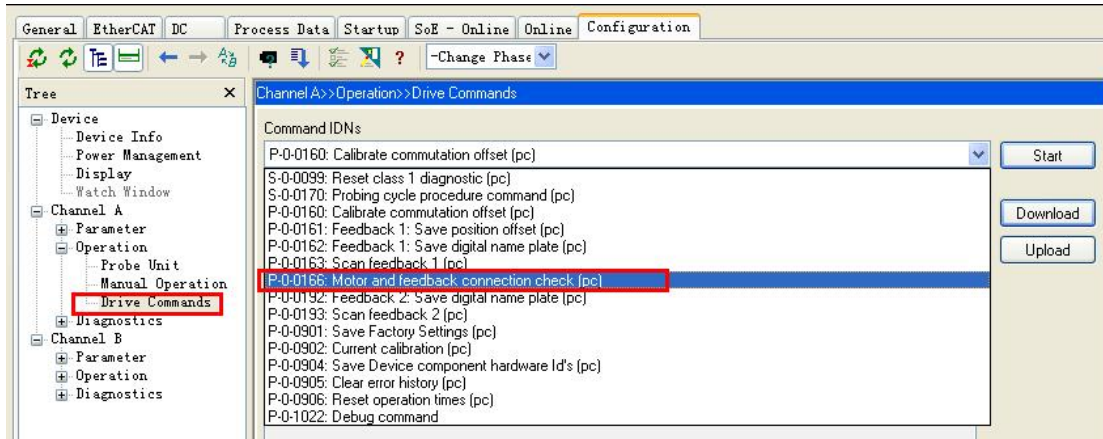 General EtherCAT DC Process Data Startup SoE - Online Online Configuration
? -Change Phase
Tree x
Device
Device Info
Power Management
Display
Watch Window
Channel A
Parameter
Operation
Probe Unit
Manual Operation
Drive Commands
Diagnostics
Channel B
Parameter
Operation
Diagnostics
Channel A>>Operation>>Drive Commands
Command IDNs
P-0-0160: Calibrate commutation offset (pc)
Start
S-0-0099: Reset class 1 diagnostic (pc)
S-0-0170: Probing cycle procedure command (pc)
P-0-0160: Calibrate commutation offset (pc)
P-0-0161: Feedback 1: Save position offset (pc)
P-0-0162: Feedback 1: Save digital name plate (pc)
P-0-0163: Scan feedback 1 (pc)
P-0-0166: Motor and feedback connection check (pc)
P-0-0192: Feedback 2: Save digital name plate (pc)
P-0-0193: Scan feedback 2 (pc)
P-0-0901: Save Factory Settings (pc)
P-0-0902: Current calibration (pc)
P-0-0904: Save Device component hardware Id's (pc)
P-0-0905: Clear error history (pc)
P-0-0906: Reset operation times (pc)
P-0-1022: Debug command
Download
Upload